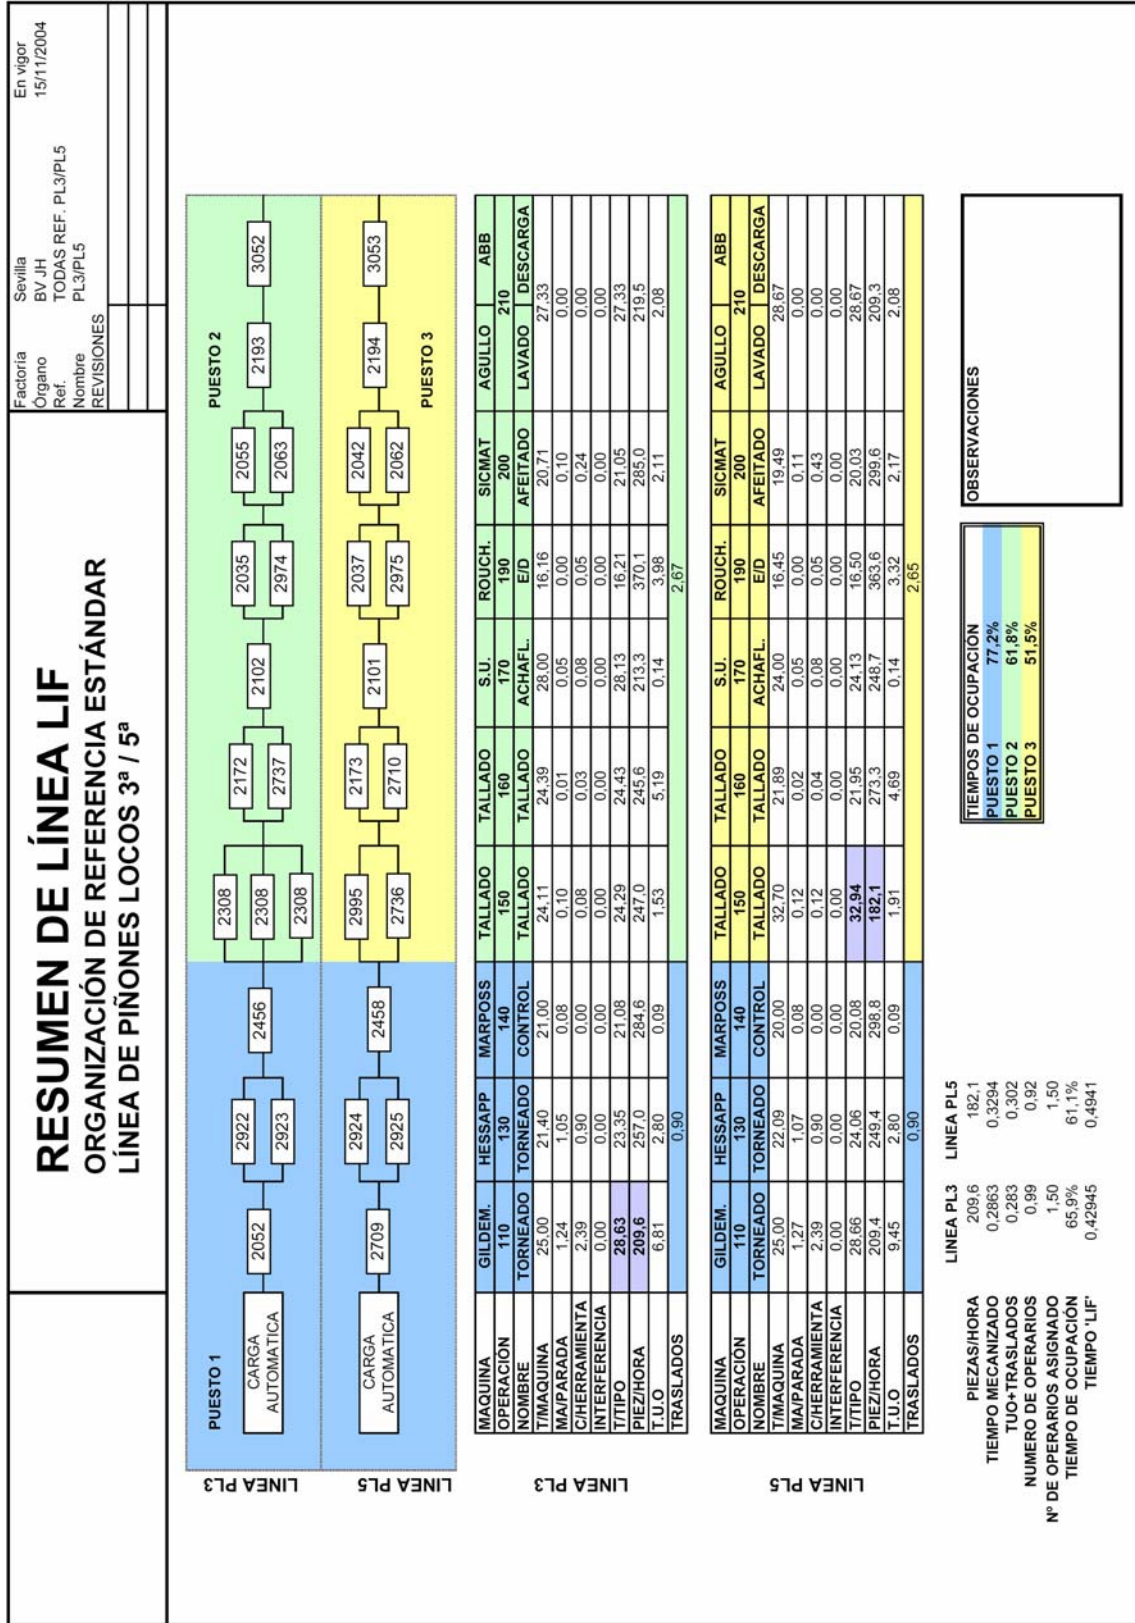 RESUMEN DE LÍNEA LIF
ORGANIZACIÓN DE REFERENCIA ESTÁNDAR
LÍNEA DE PIÑONES LOCOS 3ª / 5ª
Factoria Sevilla En vigor
Órgano BV JH 15/11/2004
Ref. TODAS REF. PL3/PL5
Nombre PL3/PL5
REVISIONES
LINEA PL3
PUESTO 1
PUESTO 2
CARGA AUTOMATICA 2052 2922 2923 2456 2308 2308 2308 2172 2737 2102 2035 2974 2055 2063 2193 3052
LINEA PL5
CARGA AUTOMATICA 2709 2924 2925 2458 2995 2736 2173 2710 2101 2037 2975 2042 2062 2194 3053
PUESTO 3
LINEA PL3
MAQUINA GILDEM. HESSAPP MARPOSS TALLADO TALLADO S.U. ROUCH. SICMAT AGULLO ABB
OPERACIÓN 110 130 140 150 160 170 190 200 210
NOMBRE TORNEADO TORNEADO CONTROL TALLADO TALLADO ACHAFL. E/D AFEITADO LAVADO DESCARGA
T/MAQUINA 25,00 21,40 21,00 24,11 24,39 28,00 16,16 20,71 27,33
MA/PARADA 1,24 1,05 0,08 0,10 0,01 0,05 0,00 0,10 0,00
C/HERRAMIENTA 2,39 0,90 0,00 0,08 0,03 0,08 0,05 0,24 0,00
INTERFERENCIA 0,00 0,00 0,00 0,00 0,00 0,00 0,00 0,00 0,00
T/TIPO 28,63 23,35 21,08 24,29 24,43 28,13 16,21 21,05 27,33
PIEZ/HORA 209,6 257,0 284,6 247,0 245,6 213,3 370,1 285,0 219,5
T.U.O 6,81 2,80 0,09 1,53 5,19 0,14 3,98 2,11 2,08
TRASLADOS 0,90 2,67
LINEA PL5
MAQUINA GILDEM. HESSAPP MARPOSS TALLADO TALLADO S.U. ROUCH. SICMAT AGULLO ABB
OPERACIÓN 110 130 140 150 160 170 190 200 210
NOMBRE TORNEADO TORNEADO CONTROL TALLADO TALLADO ACHAFL. E/D AFEITADO LAVADO DESCARGA
T/MAQUINA 25,00 22,09 20,00 32,70 21,89 24,00 16,45 19,49 28,67
MA/PARADA 1,27 1,07 0,08 0,12 0,02 0,05 0,00 0,11 0,00
C/HERRAMIENTA 2,39 0,90 0,00 0,12 0,04 0,08 0,05 0,43 0,00
INTERFERENCIA 0,00 0,00 0,00 0,00 0,00 0,00 0,00 0,00 0,00
T/TIPO 28,66 24,06 20,08 32,94 21,95 24,13 16,50 20,03 28,67
PIEZ/HORA 209,4 249,4 298,8 182,1 273,3 248,7 363,6 299,6 209,3
T.U.O 9,45 2,80 0,09 1,91 4,69 0,14 3,32 2,17 2,08
TRASLADOS 0,90 2,65
LINEA PL3 LINEA PL5
PIEZAS/HORA 209,6 182,1
TIEMPO MECANIZADO 0,2863 0,3294
TUO+TRASLADOS 0,283 0,302
NUMERO DE OPERARIOS 0,99 0,92
Nº DE OPERARIOS ASIGNADO 1,50 1,50
TIEMPO DE OCUPACIÓN 65,9% 61,1%
TIEMPO 'LIF' 0,42945 0,4941
TIEMPOS DE OCUPACIÓN
PUESTO 1 77,2%
PUESTO 2 61,8%
PUESTO 3 51,5%
OBSERVACIONES